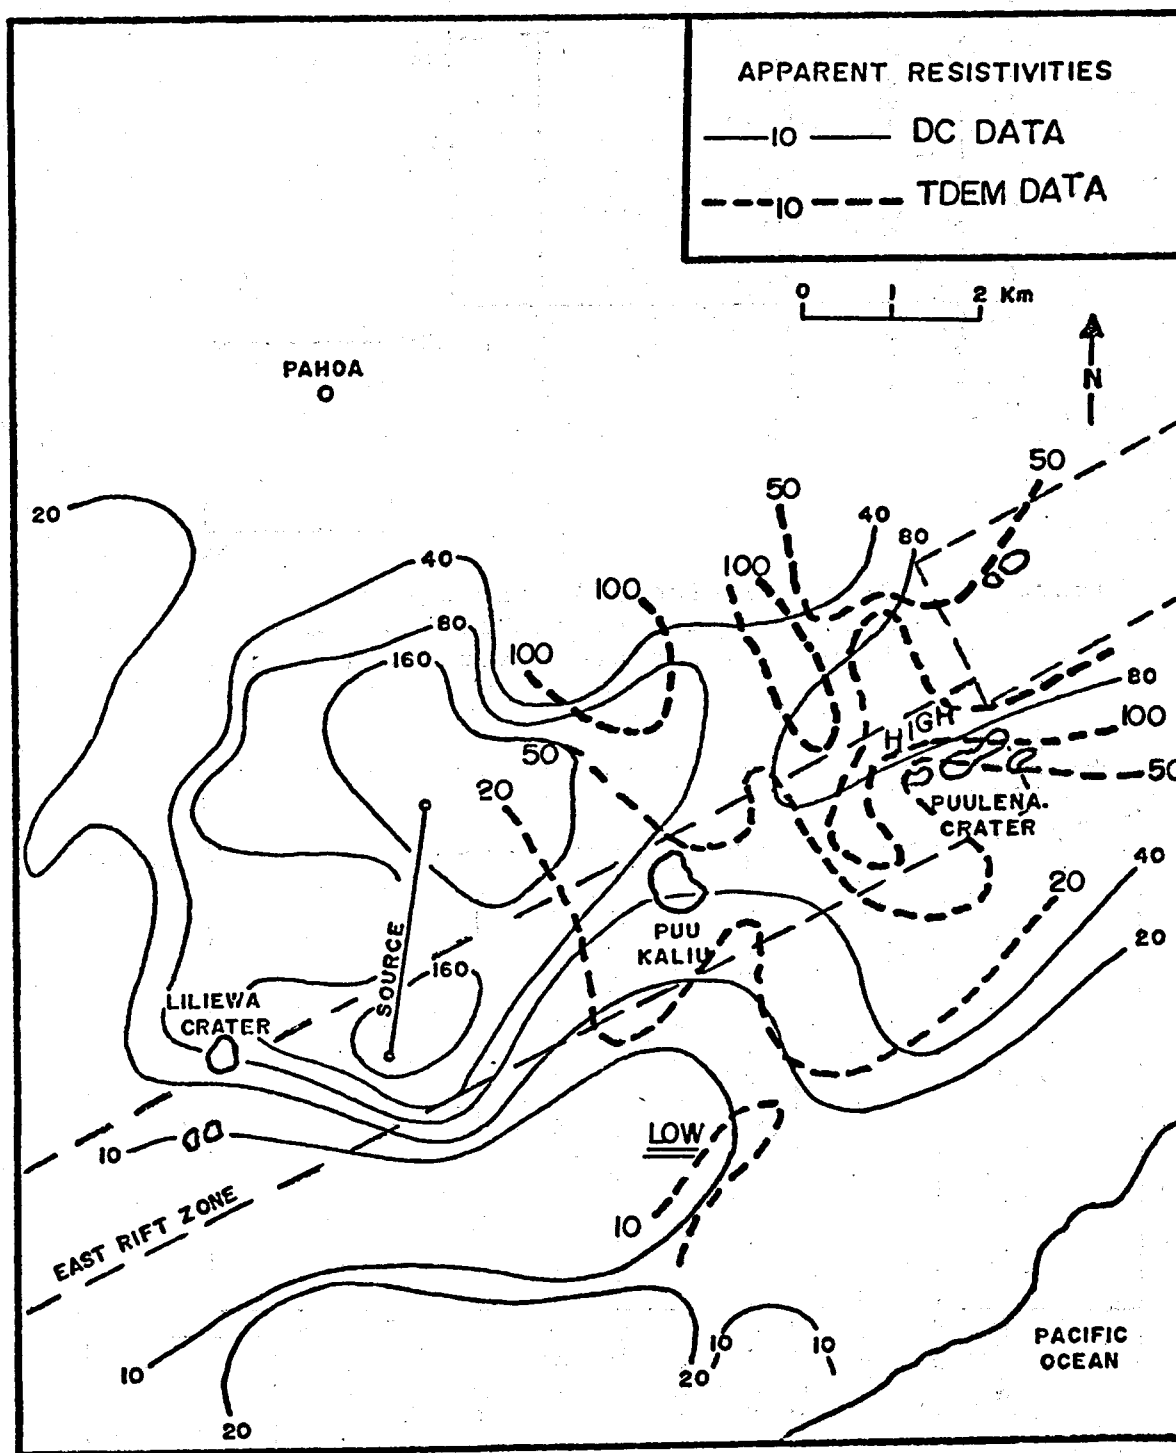 APPARENT RESISTIVITIES
10 DC DATA
10 TDEM DATA
0 1 2 Km
N
PAHOA
50
50
20
40
80
40
100
100
80
160
100
80
HIGH
100
50
50
20
PUULENA.
CRATER
40
20
PUU
KALIU
20
SOURCE
160
LILIEWA
CRATER
LOW
10
10
EAST RIFT ZONE
PACIFIC
OCEAN
10
10
10
20
20